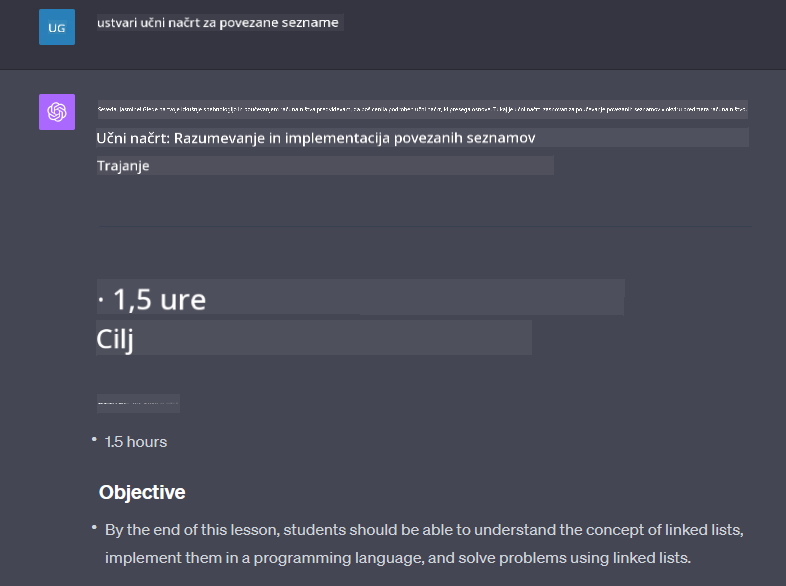 UG
ustvari učni načrt za povezane sezname
Učni načrt: Razumevanje in implementacija povezanih seznamov
Trajanje
· 1,5 ure
Cilj
• 1.5 hours
Objective
• By the end of this lesson, students should be able to understand the concept of linked lists,
implement them in a programming language, and solve problems using linked lists.